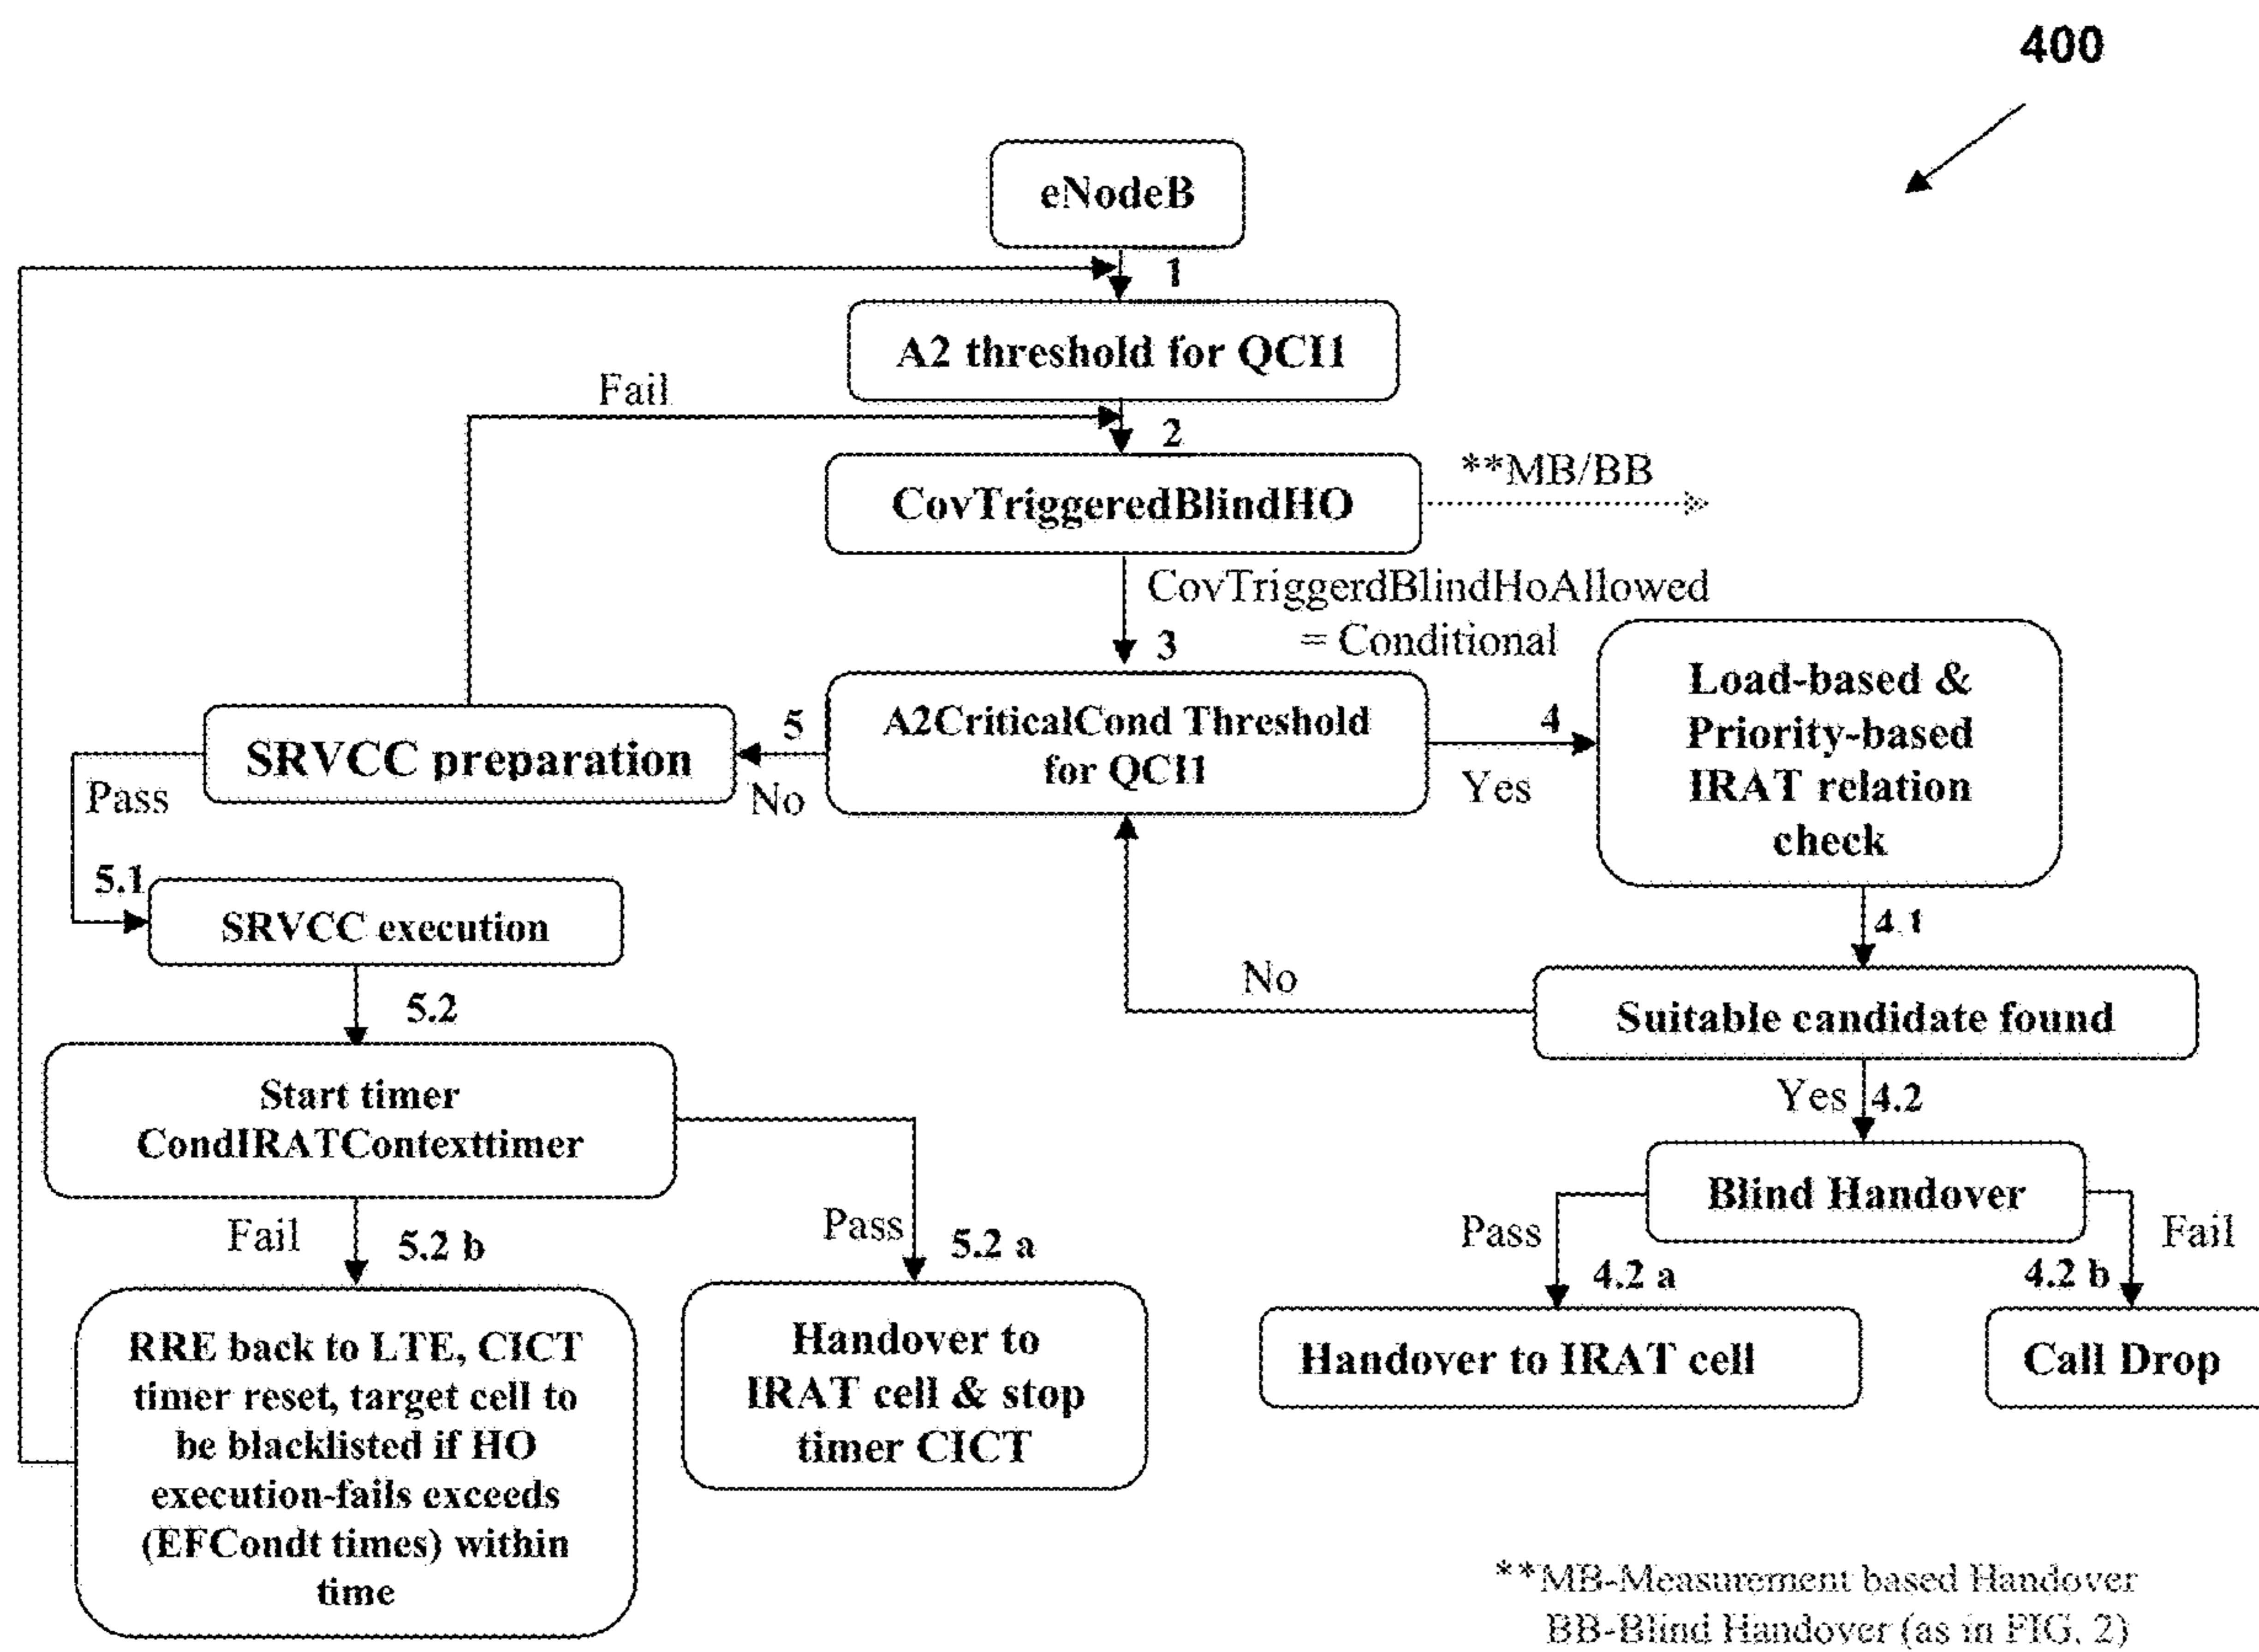 400
eNodeB
1
A2 threshold for QCI1
Fail
2
CovTriggeredBlindHO
**MB/BB
CovTriggerdBlindHoAllowed
= Conditional
3
Load-based &
Priority-based
IRAT relation
check
SRVCC preparation
5
No
A2CriticalCond Threshold
for QCI1
4
Yes
Pass
5.1
SRVCC execution
4.1
No
Suitable candidate found
5.2
Start timer
CondIRATContexttimer
Yes
4.2
Blind Handover
Fail
5.2 b
Pass
5.2 a
Pass
4.2 a
4.2 b
Fail
RRE back to LTE, CICT
timer reset, target cell to
be blacklisted if HO
execution-fails exceeds
(EFCondt times) within
time
Handover to
IRAT cell & stop
timer CICT
Handover to IRAT cell
Call Drop
**MB-Measurement based Handover
BB-Blind Handover (as in FIG. 2)